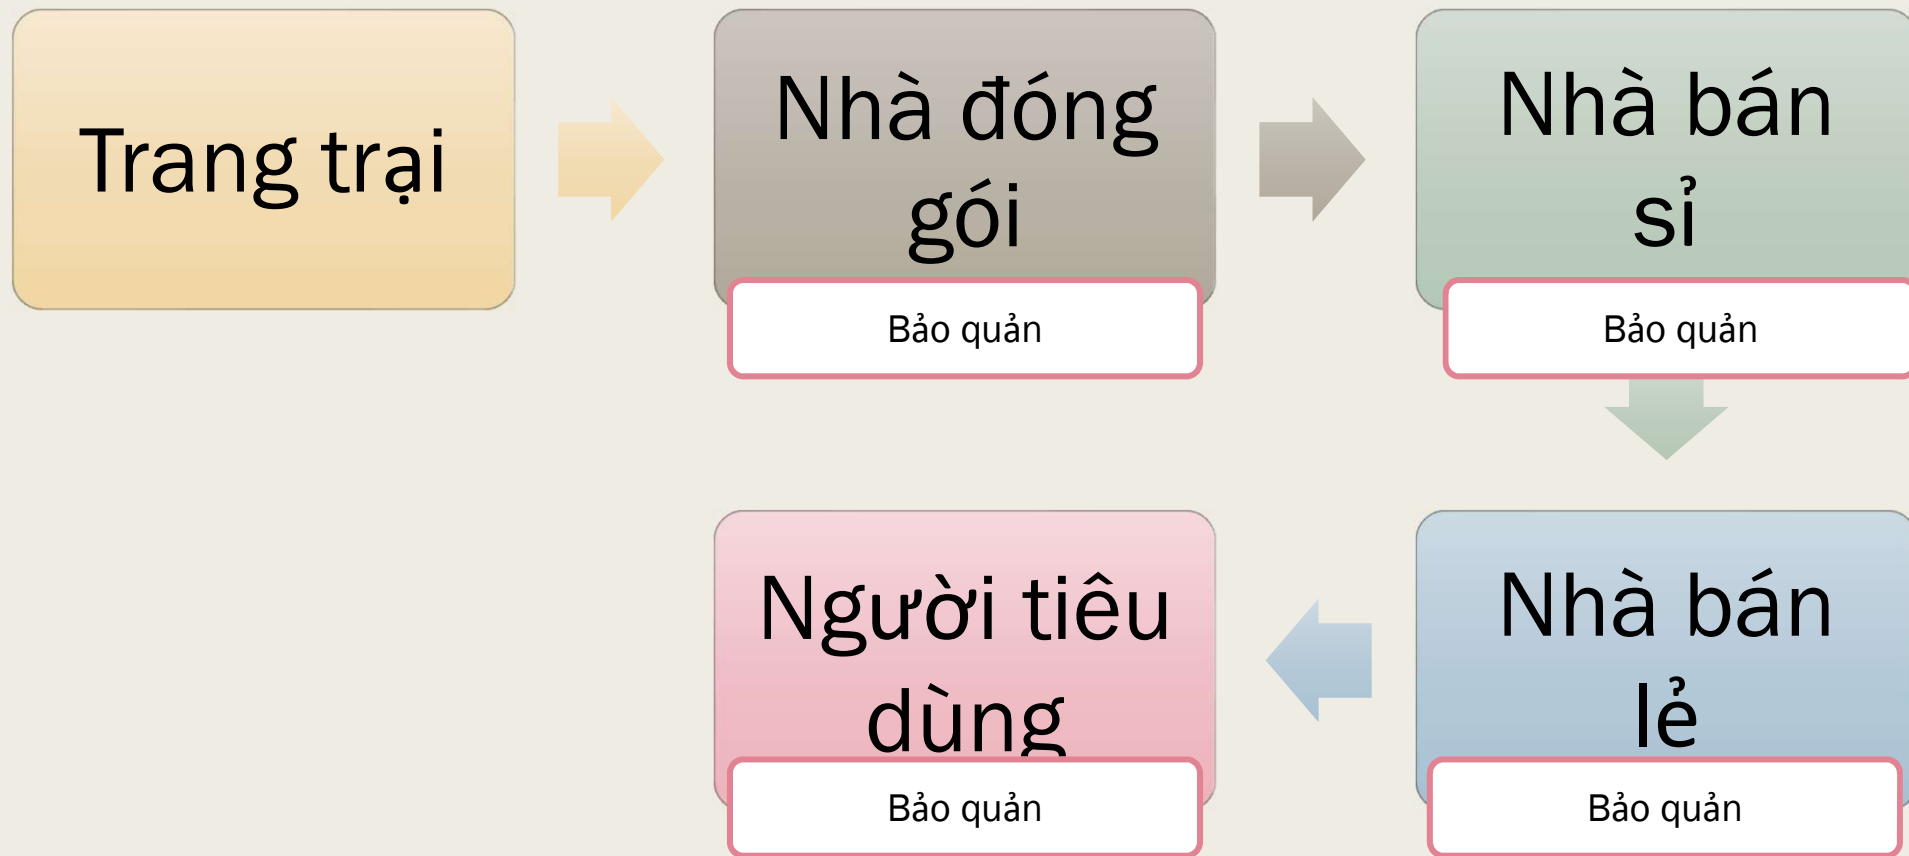 Trang trại
Nhà đóng
gói
Bảo quản
Nhà bán
sỉ
Bảo quản
Nhà bán
lẻ
Bảo quản
Người tiêu
dùng
Bảo quản